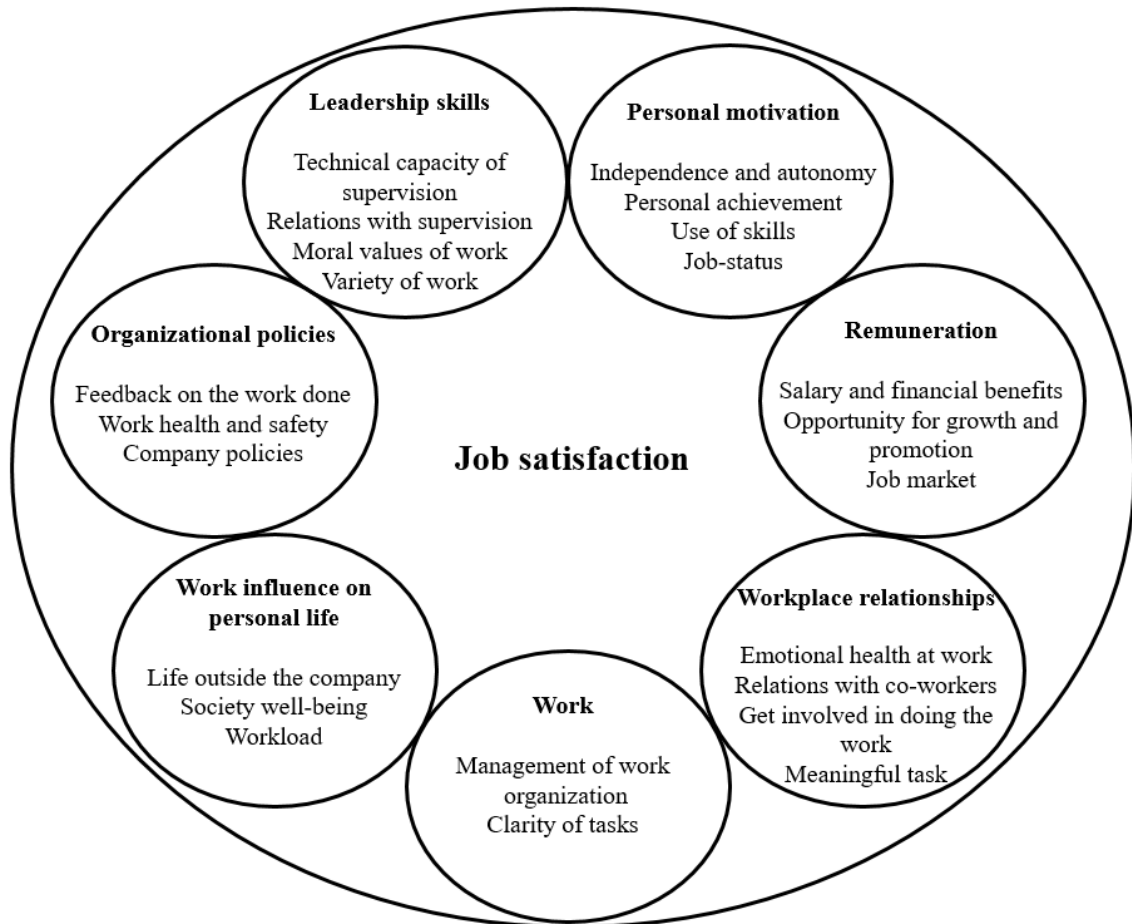 Leadership skills
Technical capacity of
supervision
Relations with supervision
Moral values of work
Variety of work
Personal motivation
Independence and autonomy
Personal achievement
Use of skills
Job-status
Organizational policies
Feedback on the work done
Work health and safety
Company policies
Remuneration
Salary and financial benefits
Opportunity for growth and
promotion
Job market
Job satisfaction
Work influence on
personal life
Life outside the company
Society well-being
Workload
Work
Management of work
organization
Clarity of tasks
Workplace relationships
Emotional health at work
Relations with co-workers
Get involved in doing the
work
Meaningful task